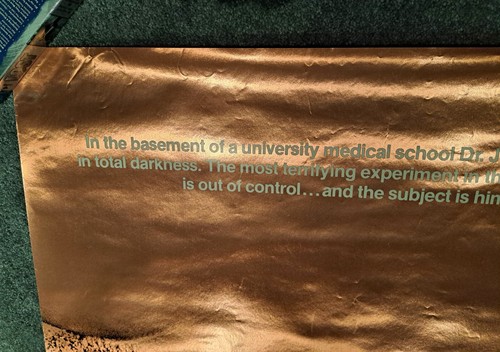 In the basement of a university medical school Dr. J
in total darkness. The most terrifying experiment in th
is out of control...and the subject is him